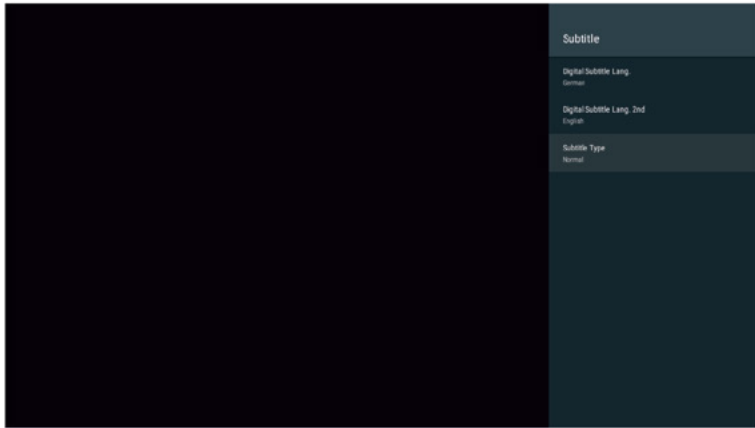 Subtitle
Digital Subtitle Lang.
German
Digital Subtitle Lang. 2nd
English
Subtitle Type
Normal